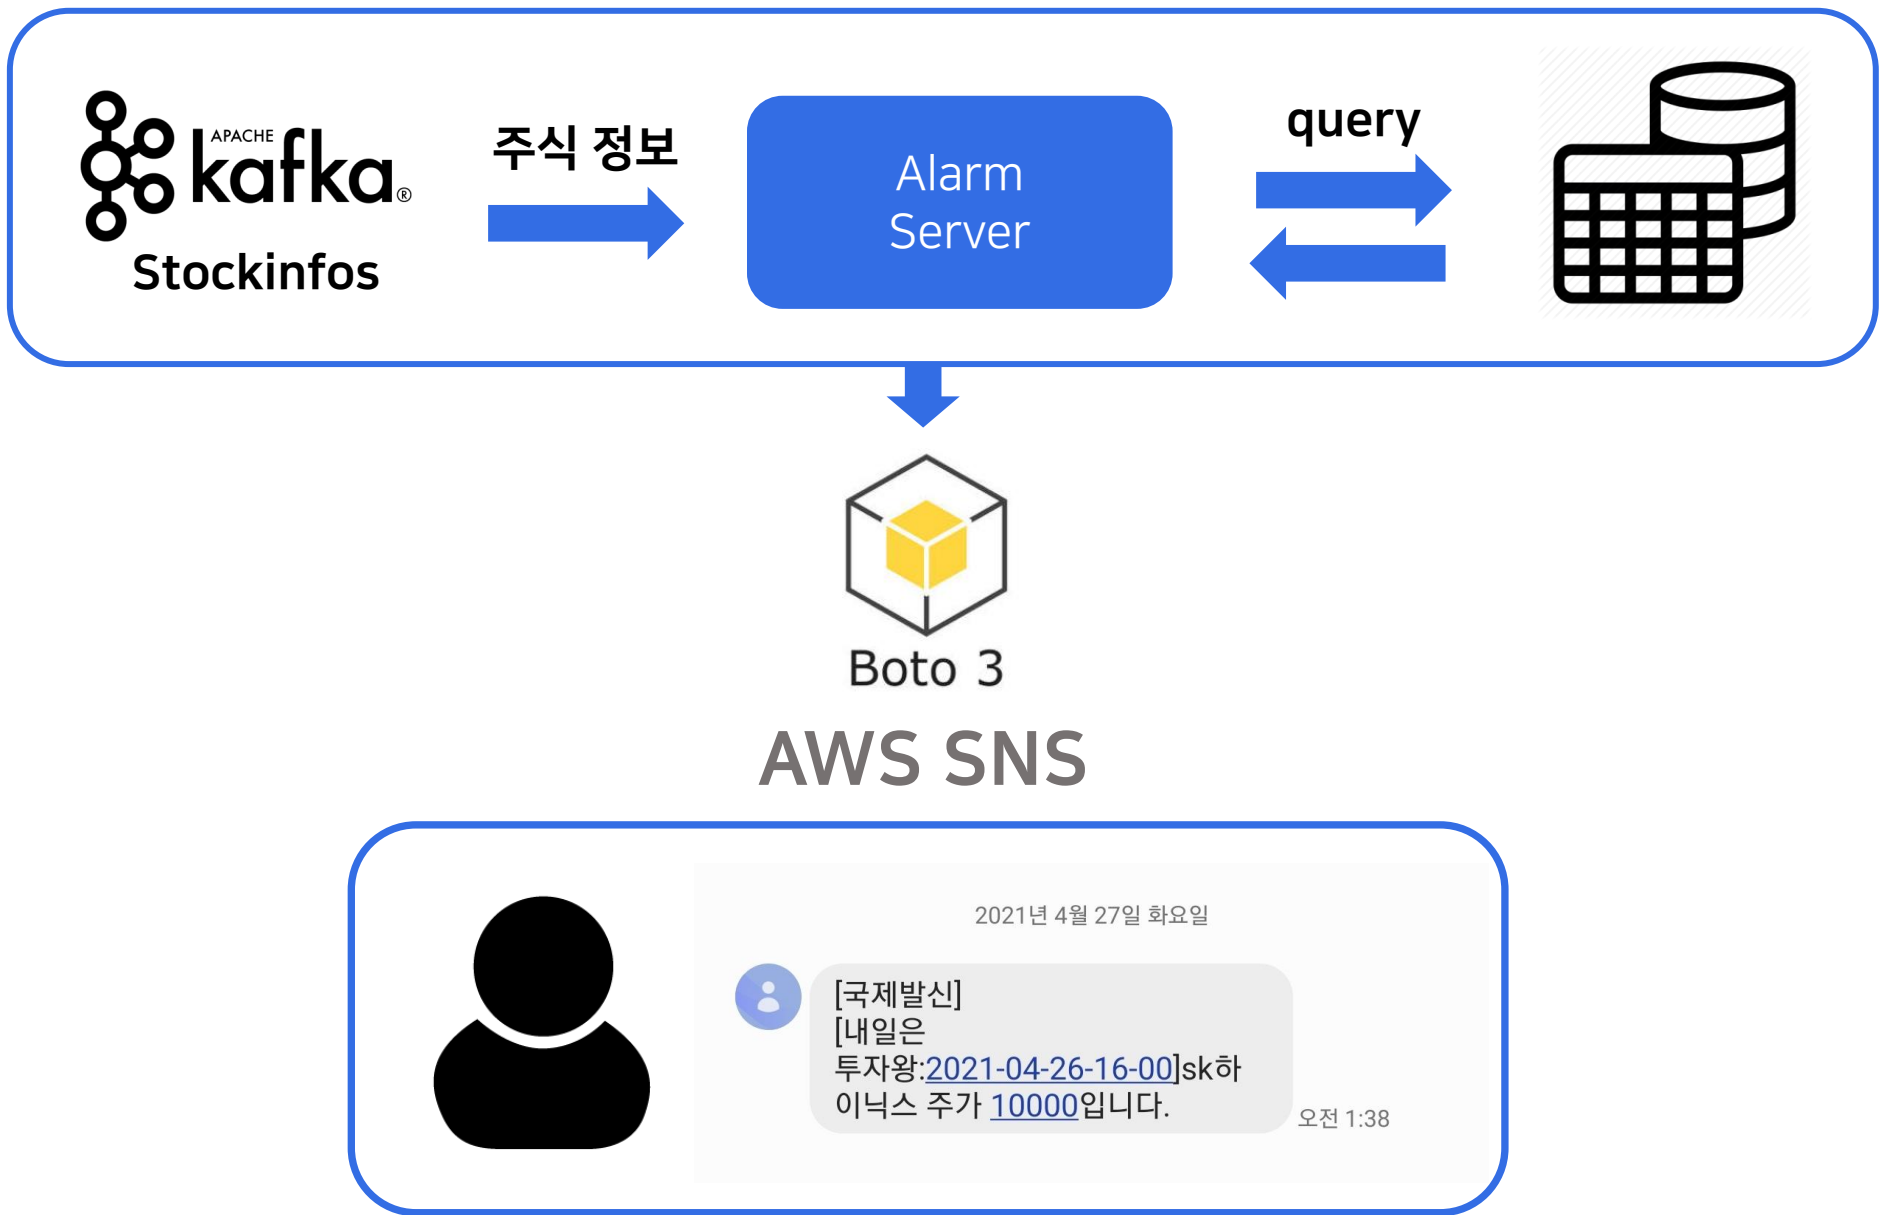 APACHE
kafka®
Stockinfos
주식 정보
Alarm
Server
query
Boto 3
AWS SNS
2021년 4월 27일 화요일
[국제발신]
[내일은
투자왕:2021-04-26-16-00]sk하
이닉스 주가 10000입니다.
오전 1:38